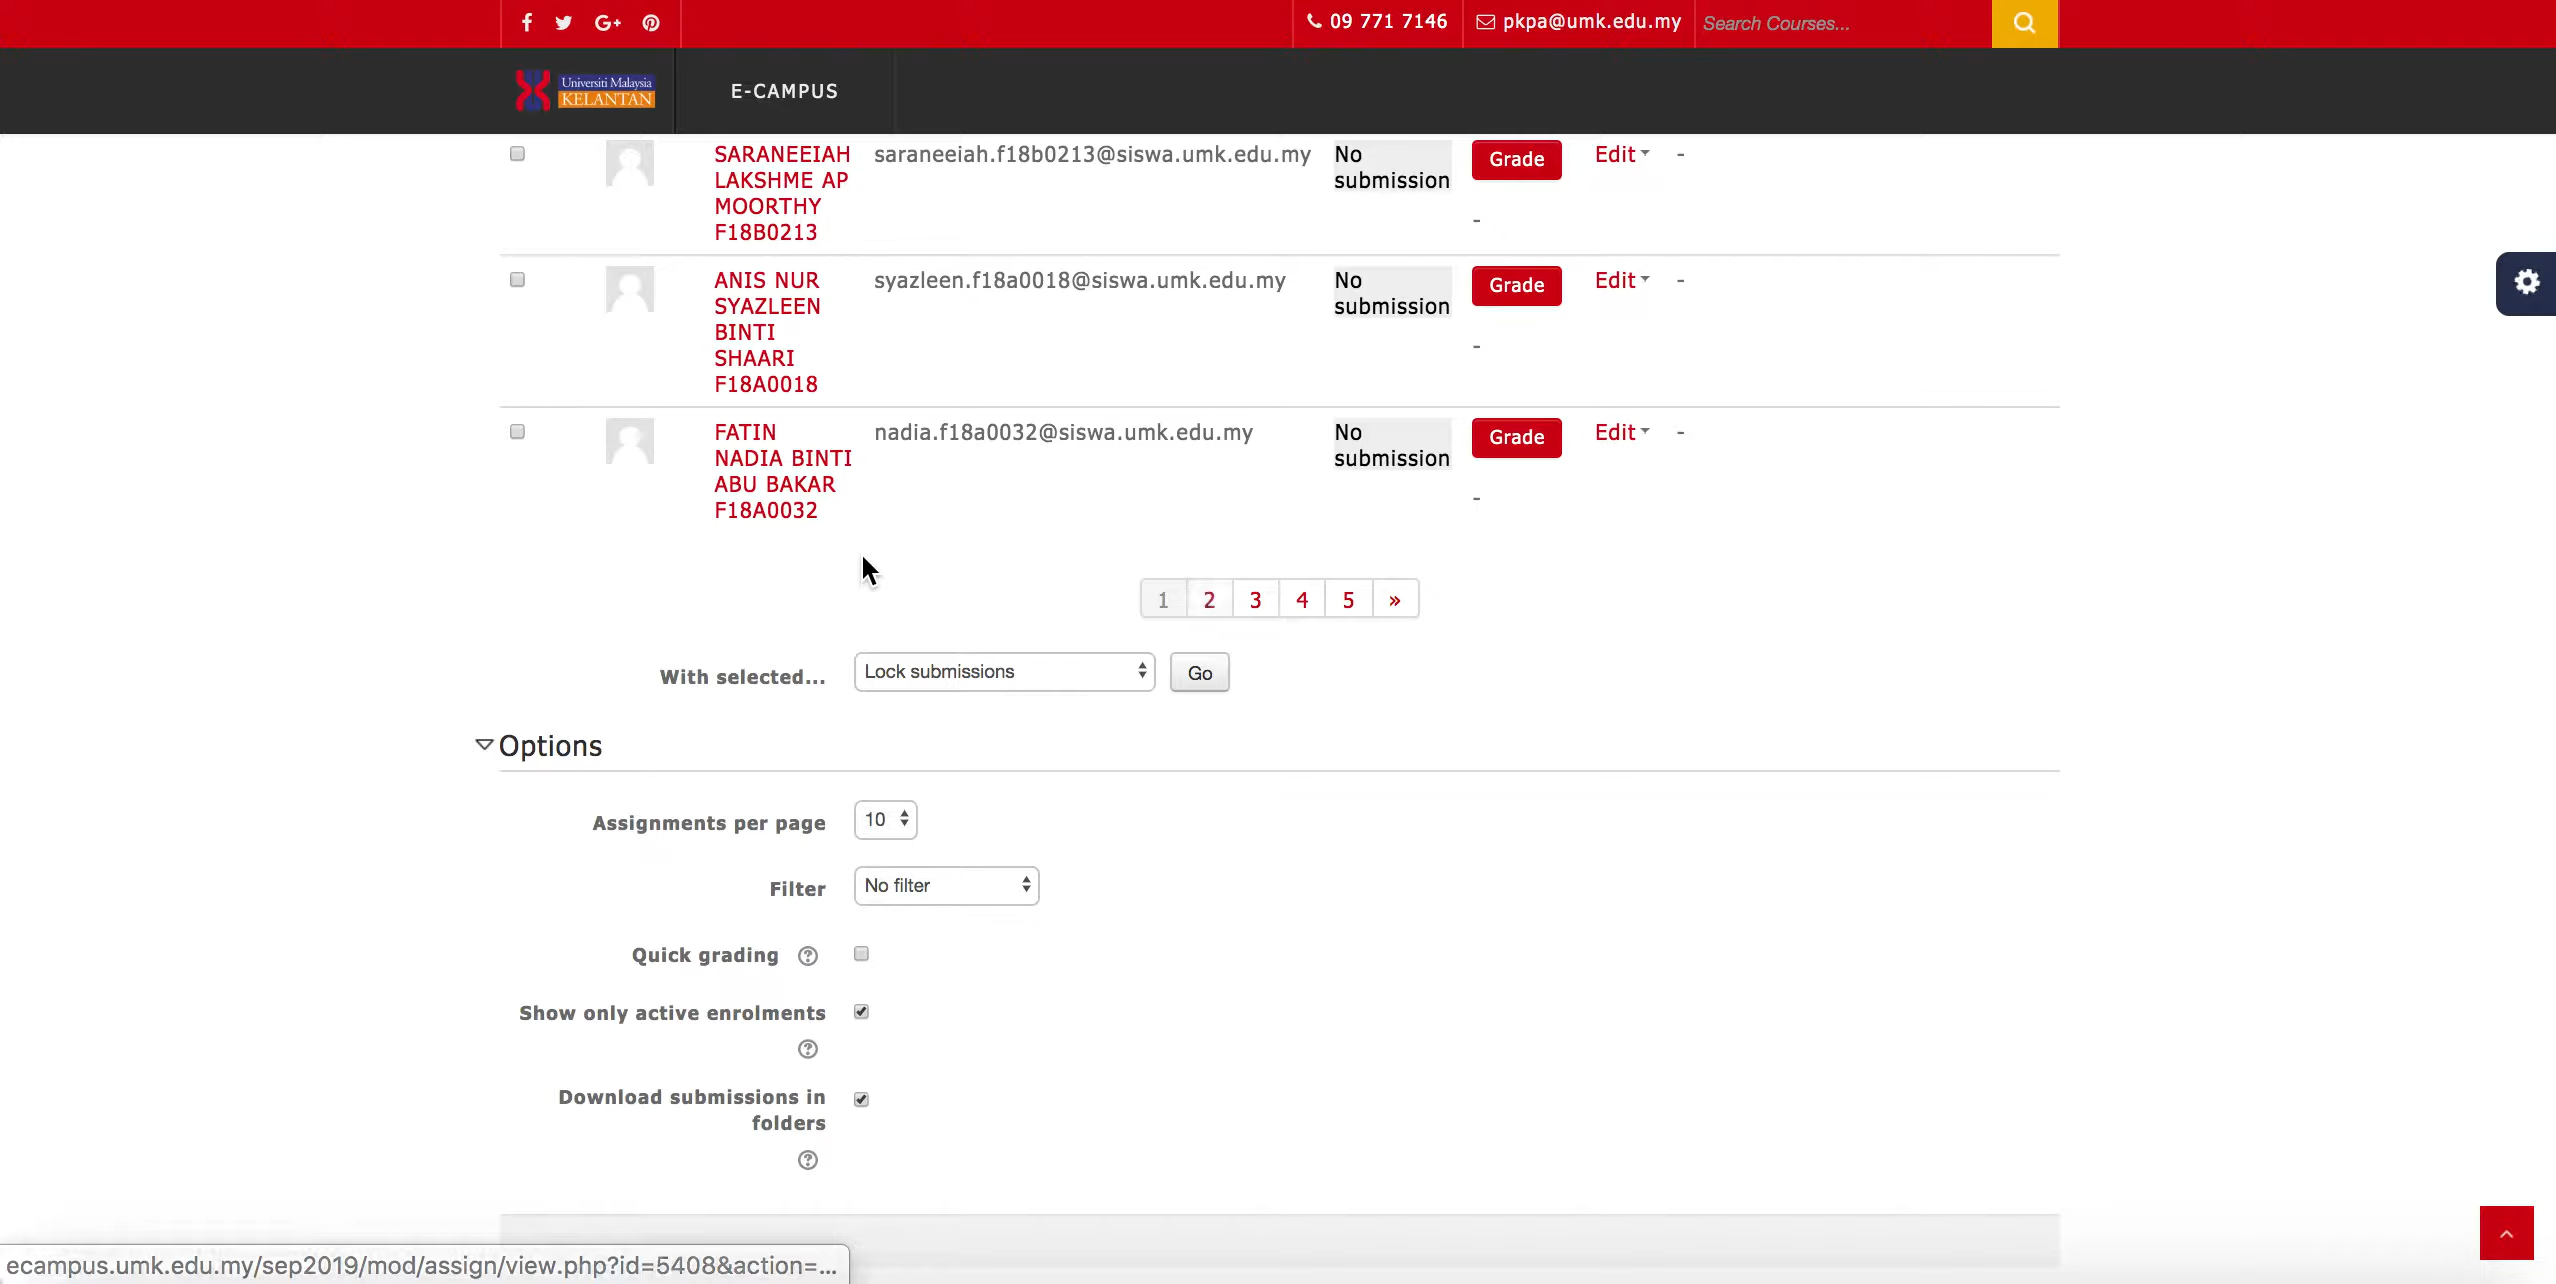 09 771 7146
pkpa@umk.edu.my
Search Courses...
Universiti Malaysia
KELANTAN
E-CAMPUS
SARANEEIAH saraneeiah.f18b0213@siswa.umk.edu.my No Grade Edit -
LAKSHME AP submission
MOORTHY -
F18B0213
ANIS NUR syazleen.f18a0018@siswa.umk.edu.my No Grade Edit -
SYAZLEEN submission
BINTI
SHAARI -
F18A0018
FATIN nadia.f18a0032@siswa.umk.edu.my No Grade Edit -
NADIA BINTI submission
ABU BAKAR -
F18A0032
1 2 3 4 5 »
With selected... Lock submissions Go
Options
Assignments per page 10
Filter No filter
Quick grading
Show only active enrolments
Download submissions in
folders
ecampus.umk.edu.my/sep2019/mod/assign/view.php?id=5408&action=...